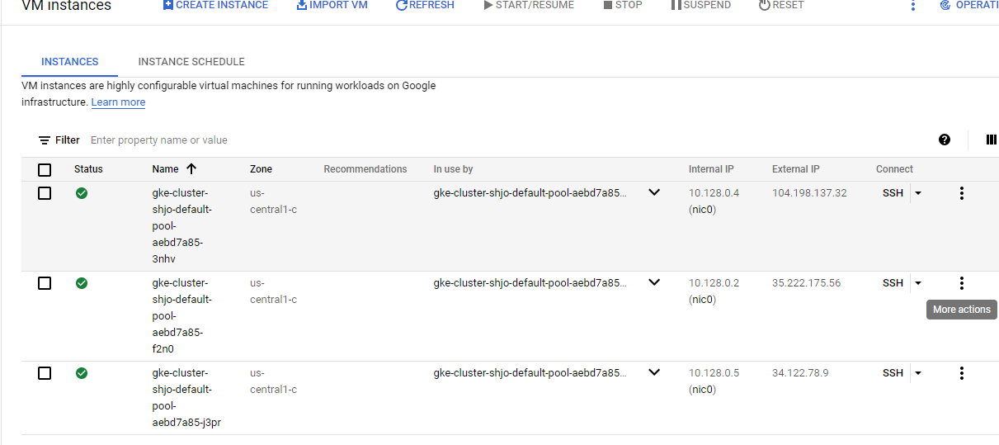 VM instances CREATE INSTANCE IMPORT VM REFRESH START/RESUME STOP SUSPEND RESET OPERATI
INSTANCES INSTANCE SCHEDULE
VM instances are highly configurable virtual machines for running workloads on Google
infrastructure. Learn more
Filter Enter property name or value
Status Name Zone Recommendations In use by Internal IP External IP Connect
gke-cluster- us- gke-cluster-shjo-default-pool-aebd7a85... 10.128.0.4 104.198.137.32 SSH
shjo-default- central1-c (nic0)
pool-
aebd7a85-
3nhv
gke-cluster- us- gke-cluster-shjo-default-pool-aebd7a85... 10.128.0.2 35.222.175.56 SSH
shjo-default- central1-c (nic0)
More actions
pool-
aebd7a85-
f2n0
gke-cluster- us- gke-cluster-shjo-default-pool-aebd7a85... 10.128.0.5 34.122.78.9 SSH
shjo-default- central1-c (nic0)
pool-
aebd7a85-j3pr